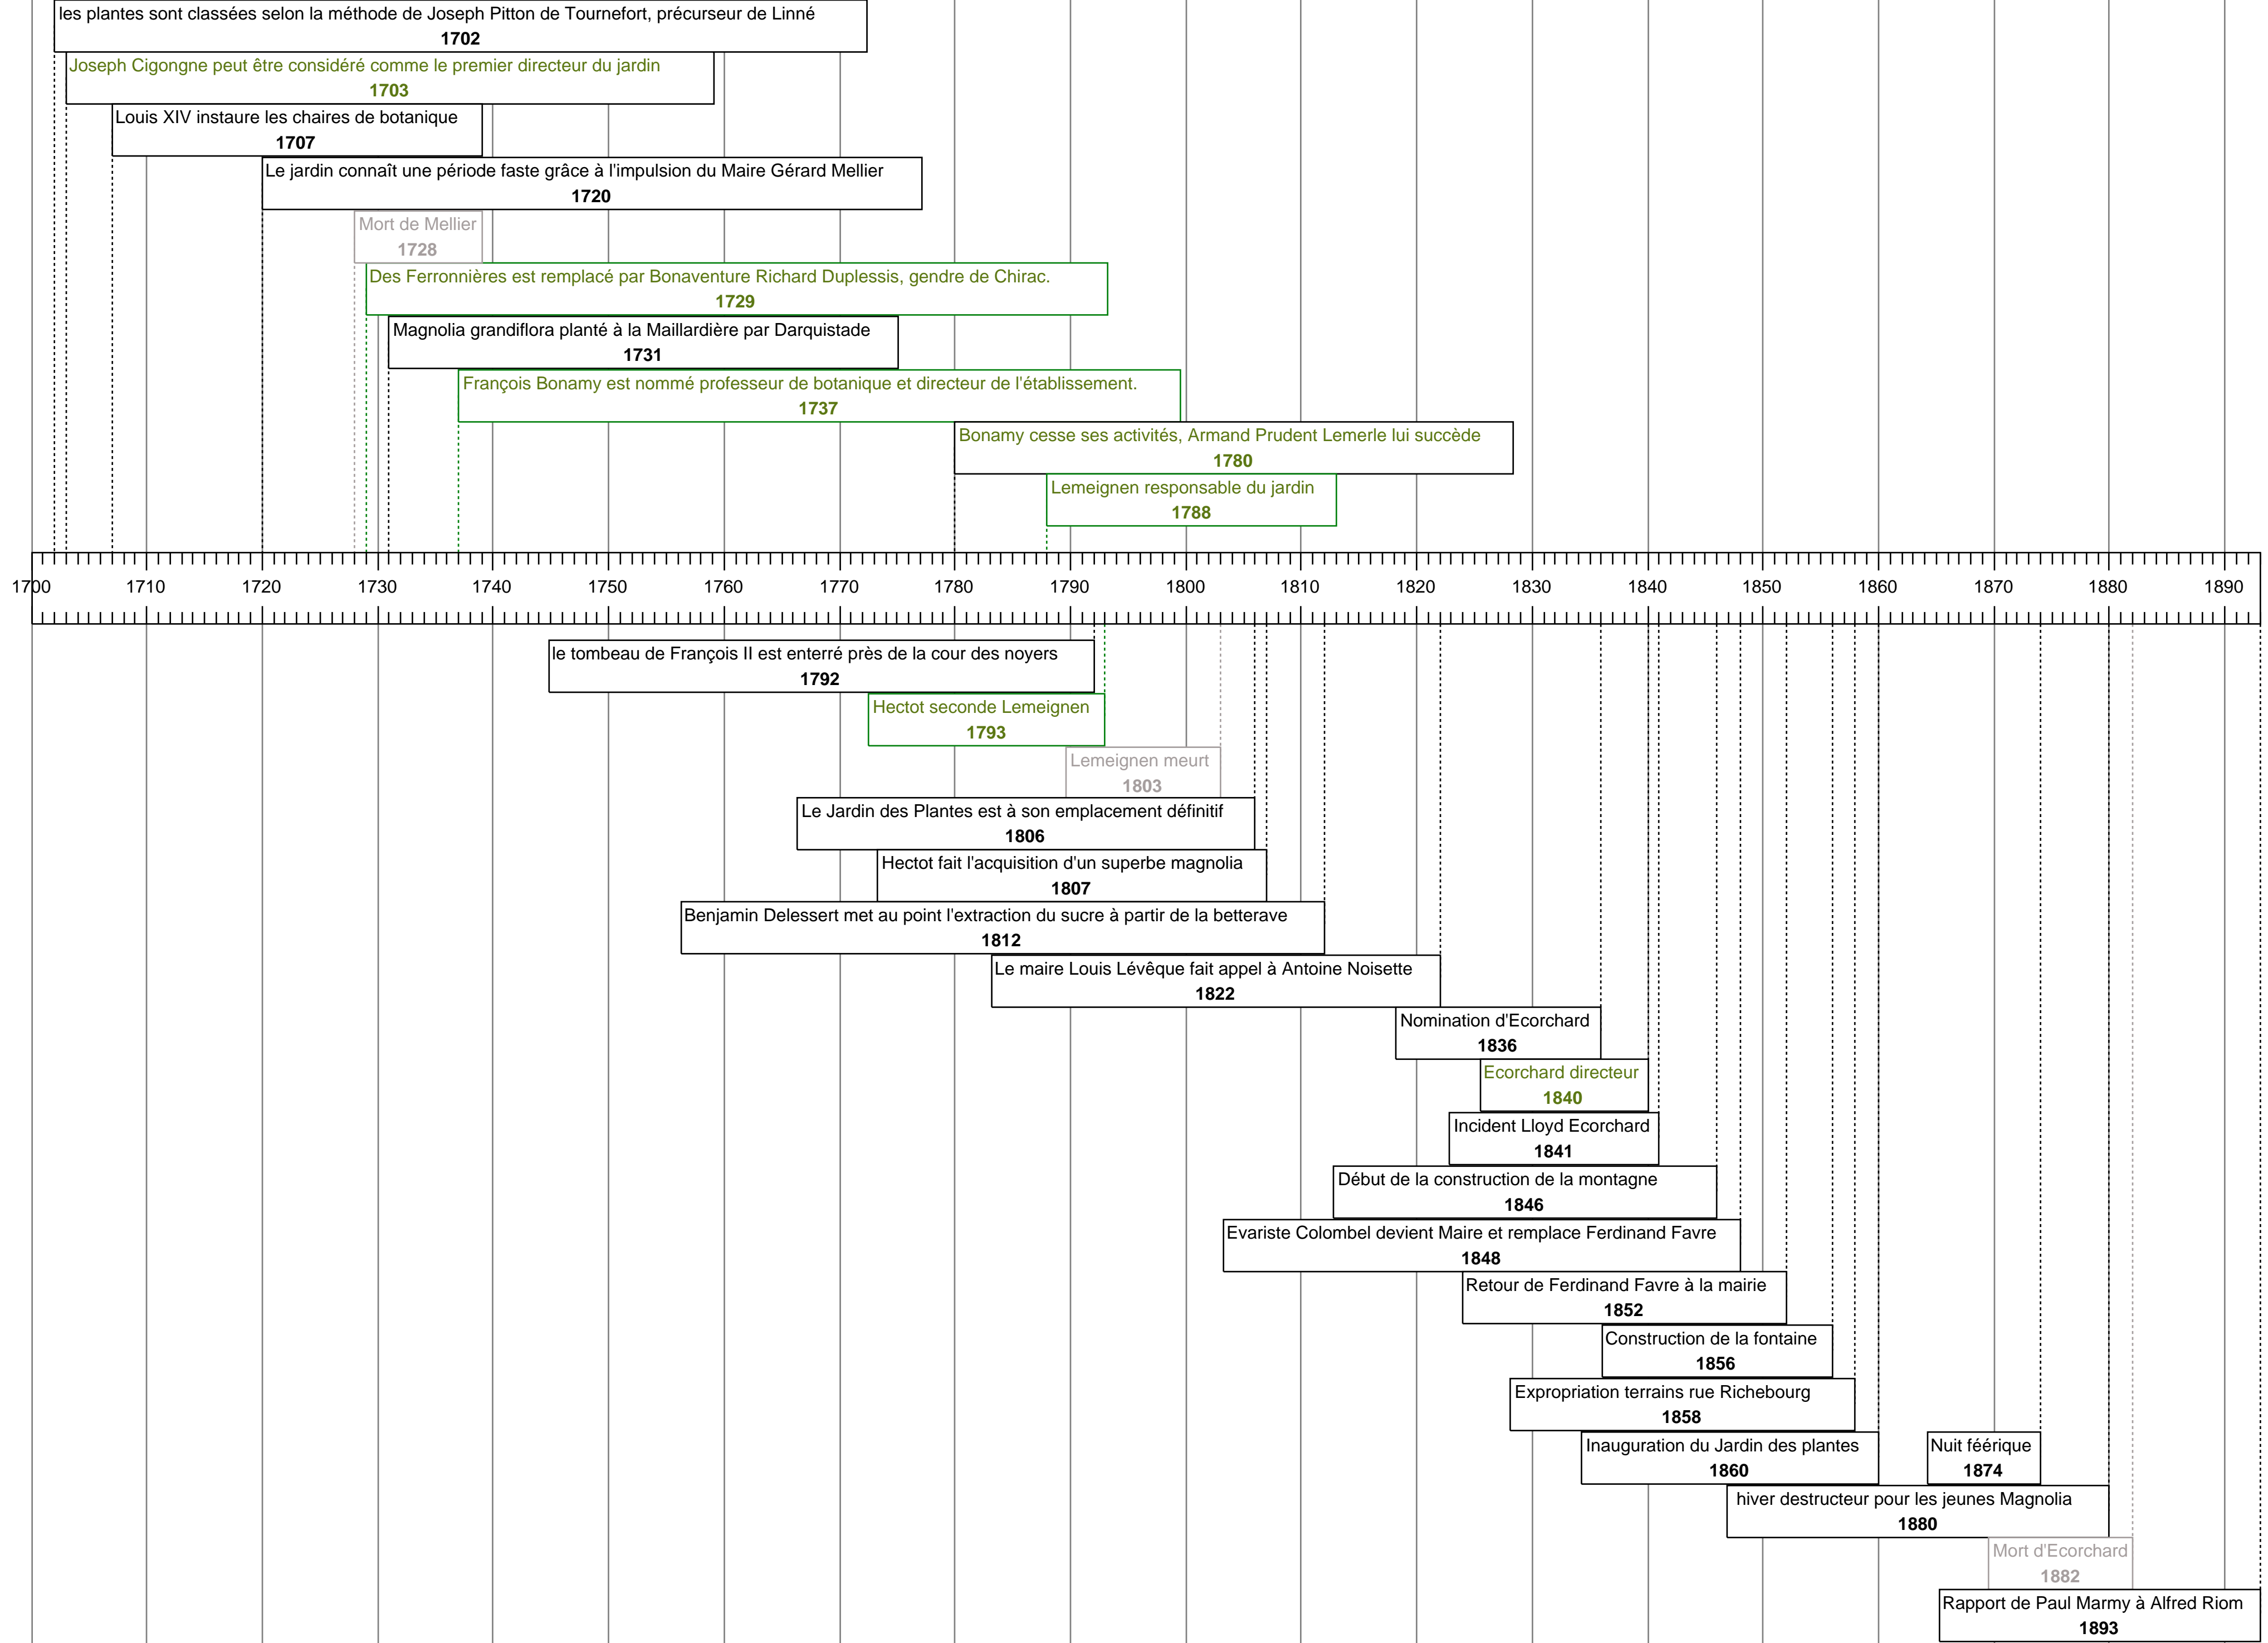 les plantes sont classées selon la méthode de Joseph Pitton de Tournefort, précurseur de Linné
1702
Joseph Cigongne peut être considéré comme le premier directeur du jardin
1703
Louis XIV instaure les chaires de botanique
1707
Le jardin connaît une période faste grâce à l'impulsion du Maire Gérard Mellier
1720
Mort de Mellier
1728
Des Ferronnières est remplacé par Bonaventure Richard Duplessis, gendre de Chirac.
1729
Magnolia grandiflora planté à la Maillardière par Darquistade
1731
François Bonamy est nommé professeur de botanique et directeur de l'établissement.
1737
Bonamy cesse ses activités, Armand Prudent Lemerle lui succède
1780
Lemeignen responsable du jardin
1788
1700 1710 1720 1730 1740 1750 1760 1770 1780 1790 1800 1810 1820 1830 1840 1850 1860 1870 1880 1890
le tombeau de François II est enterré près de la cour des noyers
1792
Hectot seconde Lemeignen
1793
Lemeignen meurt
1803
Le Jardin des Plantes est à son emplacement définitif
1806
Hectot fait l'acquisition d'un superbe magnolia
1807
Benjamin Delessert met au point l'extraction du sucre à partir de la betterave
1812
Le maire Louis Lévêque fait appel à Antoine Noisette
1822
Nomination d'Ecorchard
1836
Ecorchard directeur
1840
Incident Lloyd Ecorchard
1841
Début de la construction de la montagne
1846
Evariste Colombel devient Maire et remplace Ferdinand Favre
1848
Retour de Ferdinand Favre à la mairie
1852
Construction de la fontaine
1856
Expropriation terrains rue Richebourg
1858
Inauguration du Jardin des plantes
1860
Nuit féérique
1874
hiver destructeur pour les jeunes Magnolia
1880
Mort d'Ecorchard
1882
Rapport de Paul Marmy à Alfred Riom
1893